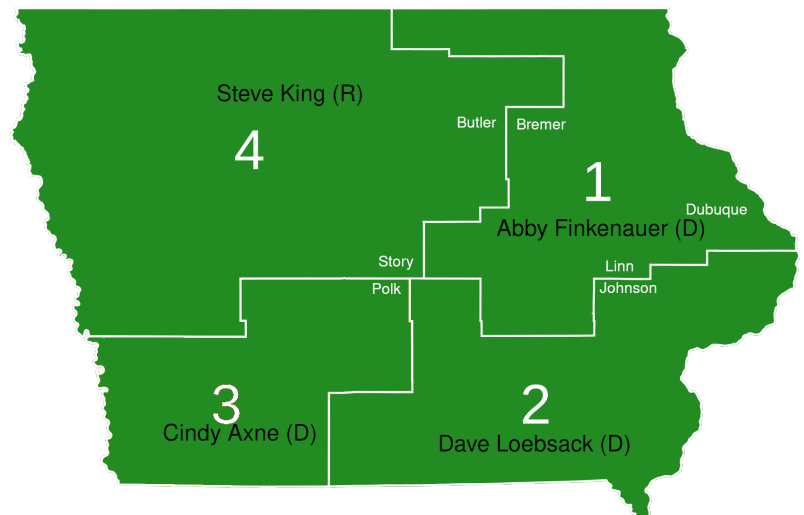 Steve King (R)
4
Butler
Bremer
1
Dubuque
Abby Finkenauer (D)
Story
Linn
Polk
Johnson
3
Cindy Axne (D)
2
Dave Loebsack (D)